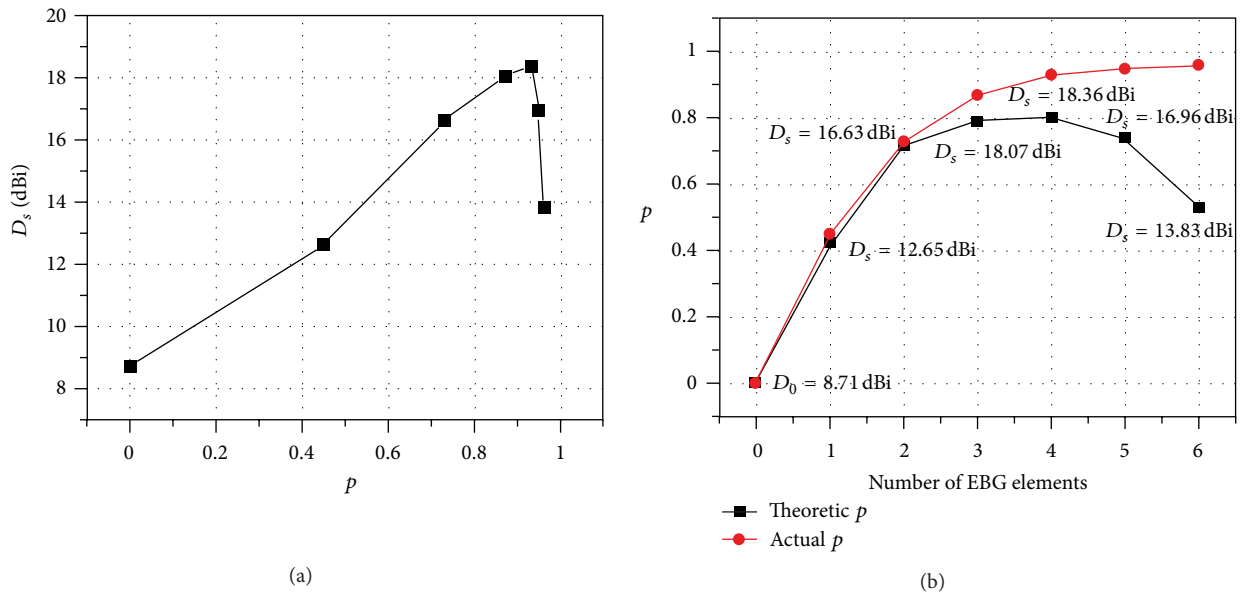 20
18
16
14
12
10
8
D_s (dBi)
0
0.2
0.4
0.6
0.8
1
p
(a)
1
0.8
0.6
0.4
0.2
0
p
D_s = 18.36 dBi
D_s = 16.96 dBi
D_s = 16.63 dBi
D_s = 18.07 dBi
D_s = 13.83 dBi
D_s = 12.65 dBi
D_0 = 8.71 dBi
0
1
2
3
4
5
6
Number of EBG elements
Theoretic p
Actual p
(b)